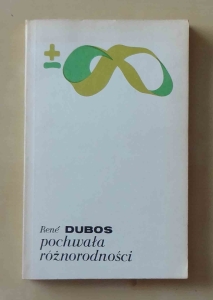 ±
René DUBOS
pochwała
różnorodności